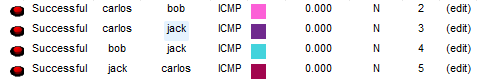 Successful carlos bob ICMP 0.000 N 2 (edit)
Successful carlos jack ICMP 0.000 N 3 (edit)
Successful bob jack ICMP 0.000 N 4 (edit)
Successful jack carlos ICMP 0.000 N 5 (edit)